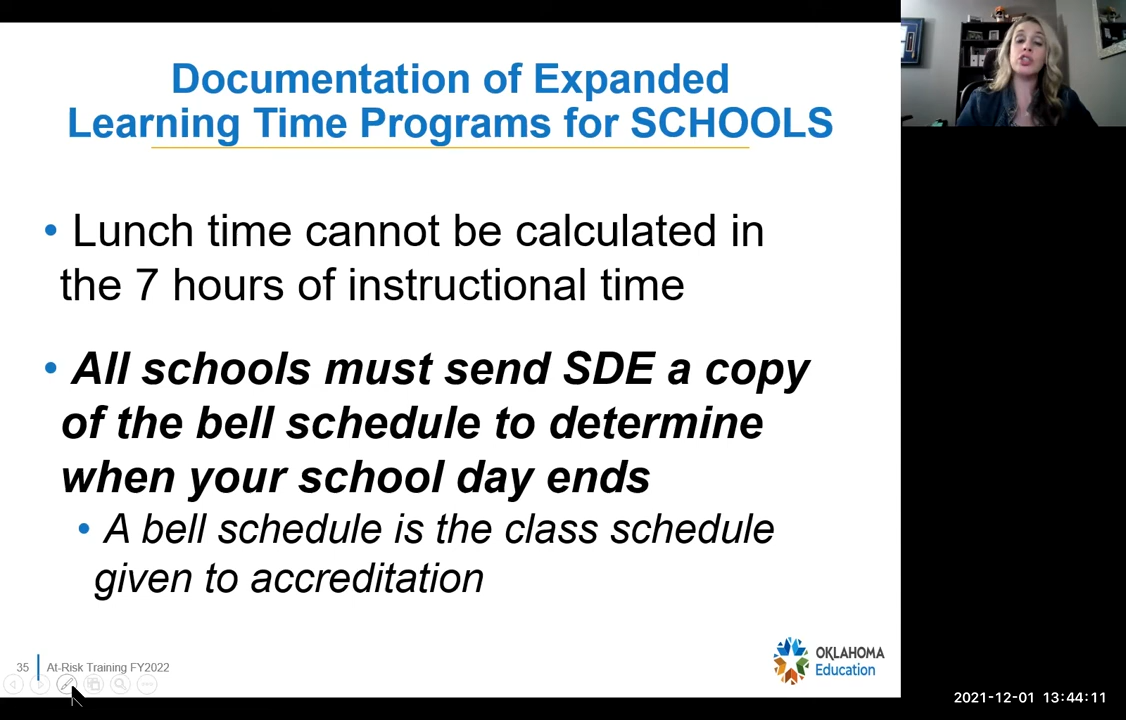 Documentation of Expanded
Learning Time Programs for SCHOOLS
• Lunch time cannot be calculated in
the 7 hours of instructional time
• All schools must send SDE a copy
of the bell schedule to determine
when your school day ends
• A bell schedule is the class schedule
given to accreditation
35 At-Risk Training FY2022
OKLAHOMA
Education
2021-12-01 13:44:11